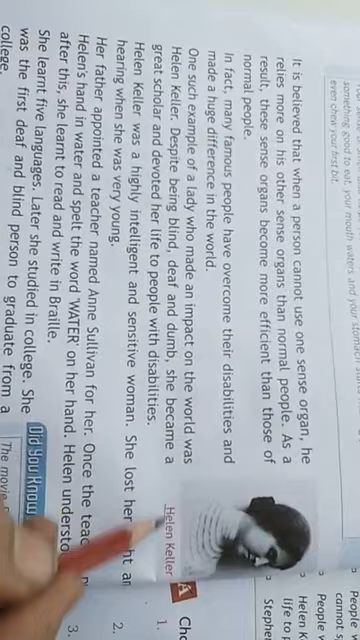 something good to eat, your mouth waters and your stomach
even chew your first bit.
It is believed that when a person cannot use one sense organ, he
relies more on his other sense organs than normal people. As a
result, these sense organs become more efficient than those of
normal people.
In fact, many famous people have overcome their disabilities and
made a huge difference in the world.
One such example of a lady who made an impact on the world was
Helen Keller. Despite being blind, deaf and dumb, she became a
great scholar and devoted her life to people with disabilities.
Helen Keller was a highly intelligent and sensitive woman. She lost her
hearing when she was very young.
Her father appointed a teacher named Anne Sullivan for her. Once the
Helen's hand in water and spelt the word 'WATER' on her hand. Helen
after this, she learnt to read and write in Braille.
She learnt five languages. Later she studied in college. She
was the first deaf and blind person to graduate from a
college.
Helen Keller
Did You Know
The movie
A
1.
2.
3.
People
cannot
People
Helen K
life to
Stephen